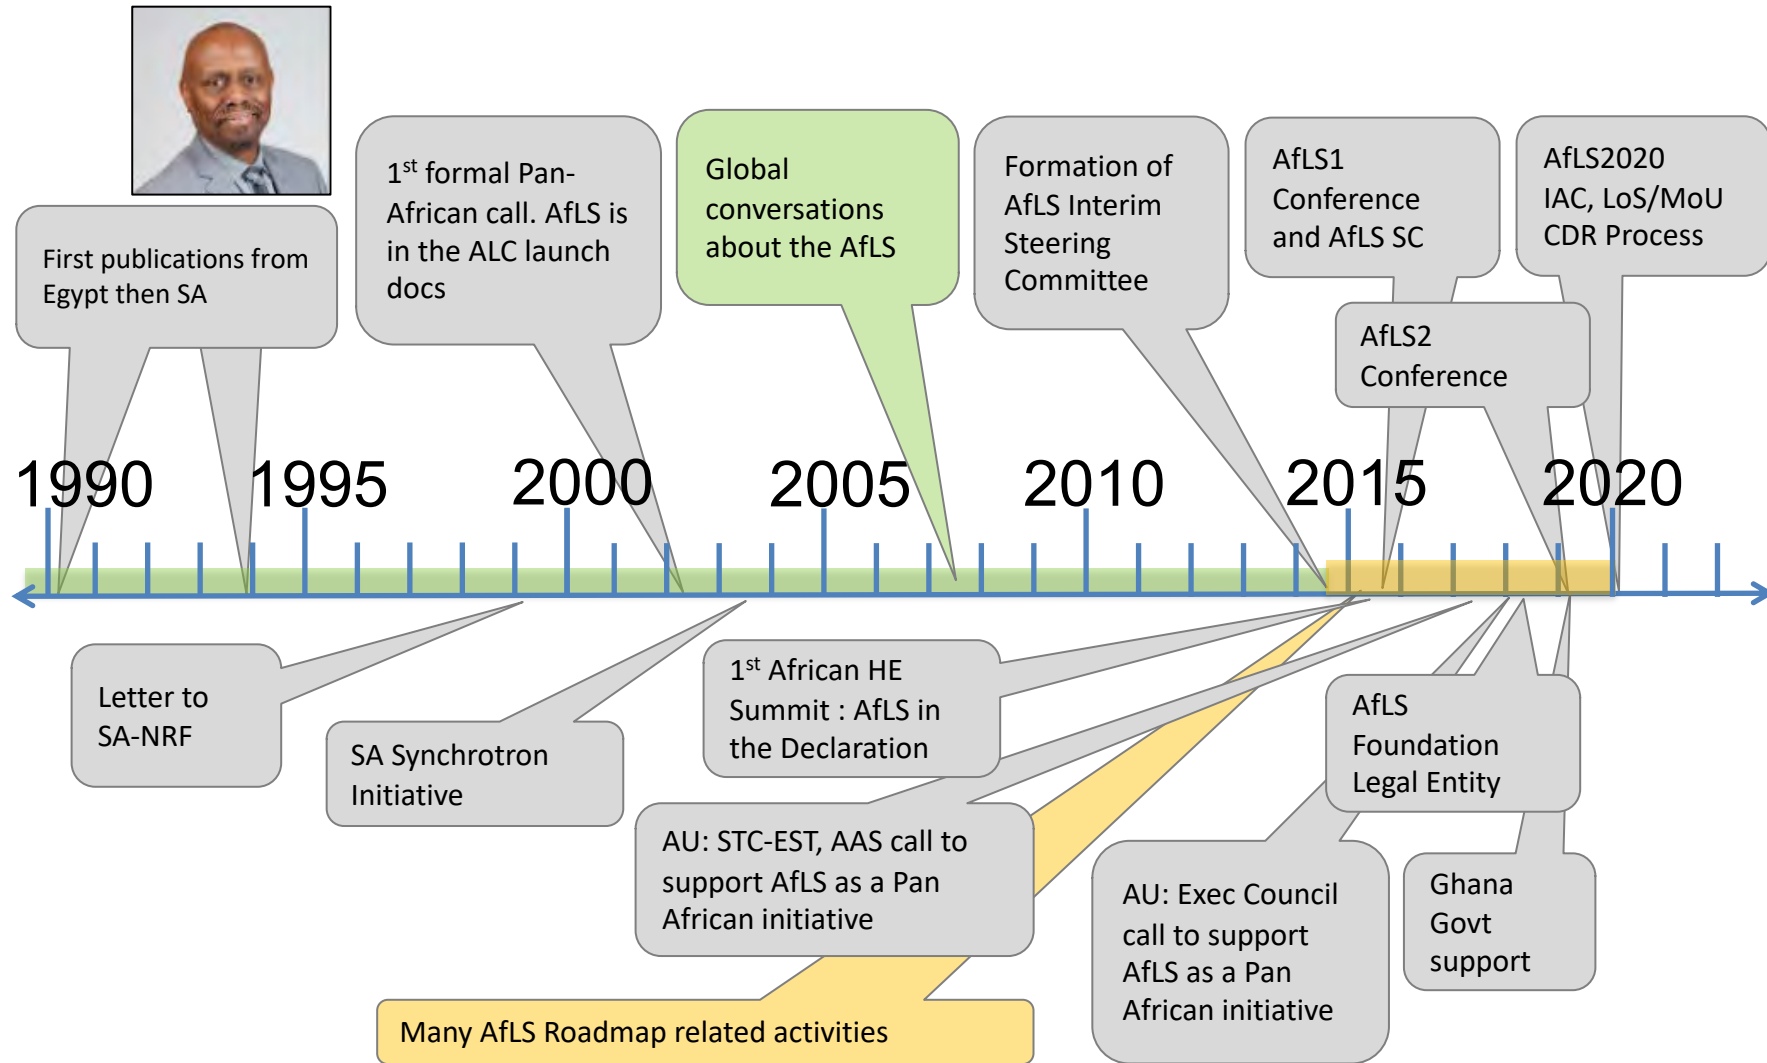 First publications from
Egypt then SA
1st formal Pan-
African call. AfLS is
in the ALC launch
docs
Global
conversations
about the AfLS
Formation of
AfLS Interim
Steering
Committee
AfLS1
Conference
and AfLS SC
AfLS2020
IAC, LoS/MoU
CDR Process
AfLS2
Conference
1990 1995 2000 2005 2010 2015 2020
Letter to
SA-NRF
SA Synchrotron
Initiative
1st African HE
Summit : AfLS in
the Declaration
AU: STC-EST, AAS call to
support AfLS as a Pan
African initiative
AfLS
Foundation
Legal Entity
AU: Exec Council
call to support
AfLS as a Pan
African initiative
Ghana
Govt
support
Many AfLS Roadmap related activities